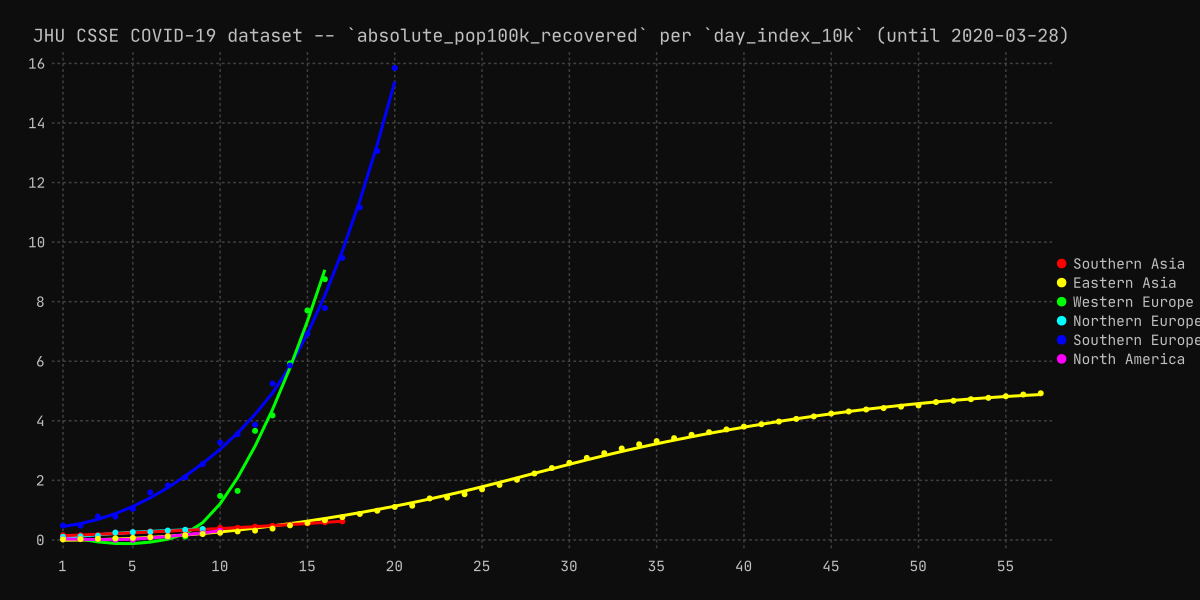 JHU CSSE COVID-19 dataset -- `absolute_pop100k_recovered` per `day_index_10k` (until 2020-03-28)
16
14
12
10
8
6
4
2
0
1 5 10 15 20 25 30 35 40 45 50 55
Southern Asia
Eastern Asia
Western Europe
Northern Europe
Southern Europe
North America